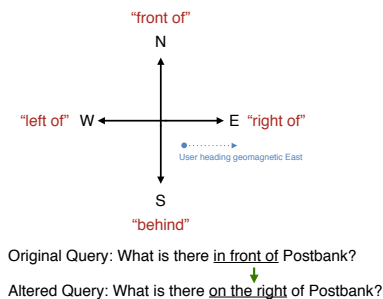 “front of”
N
“left of” W E “right of”
User heading geomagnetic East
S
“behind”
Original Query: What is there in front of Postbank?
Altered Query: What is there on the right of Postbank?